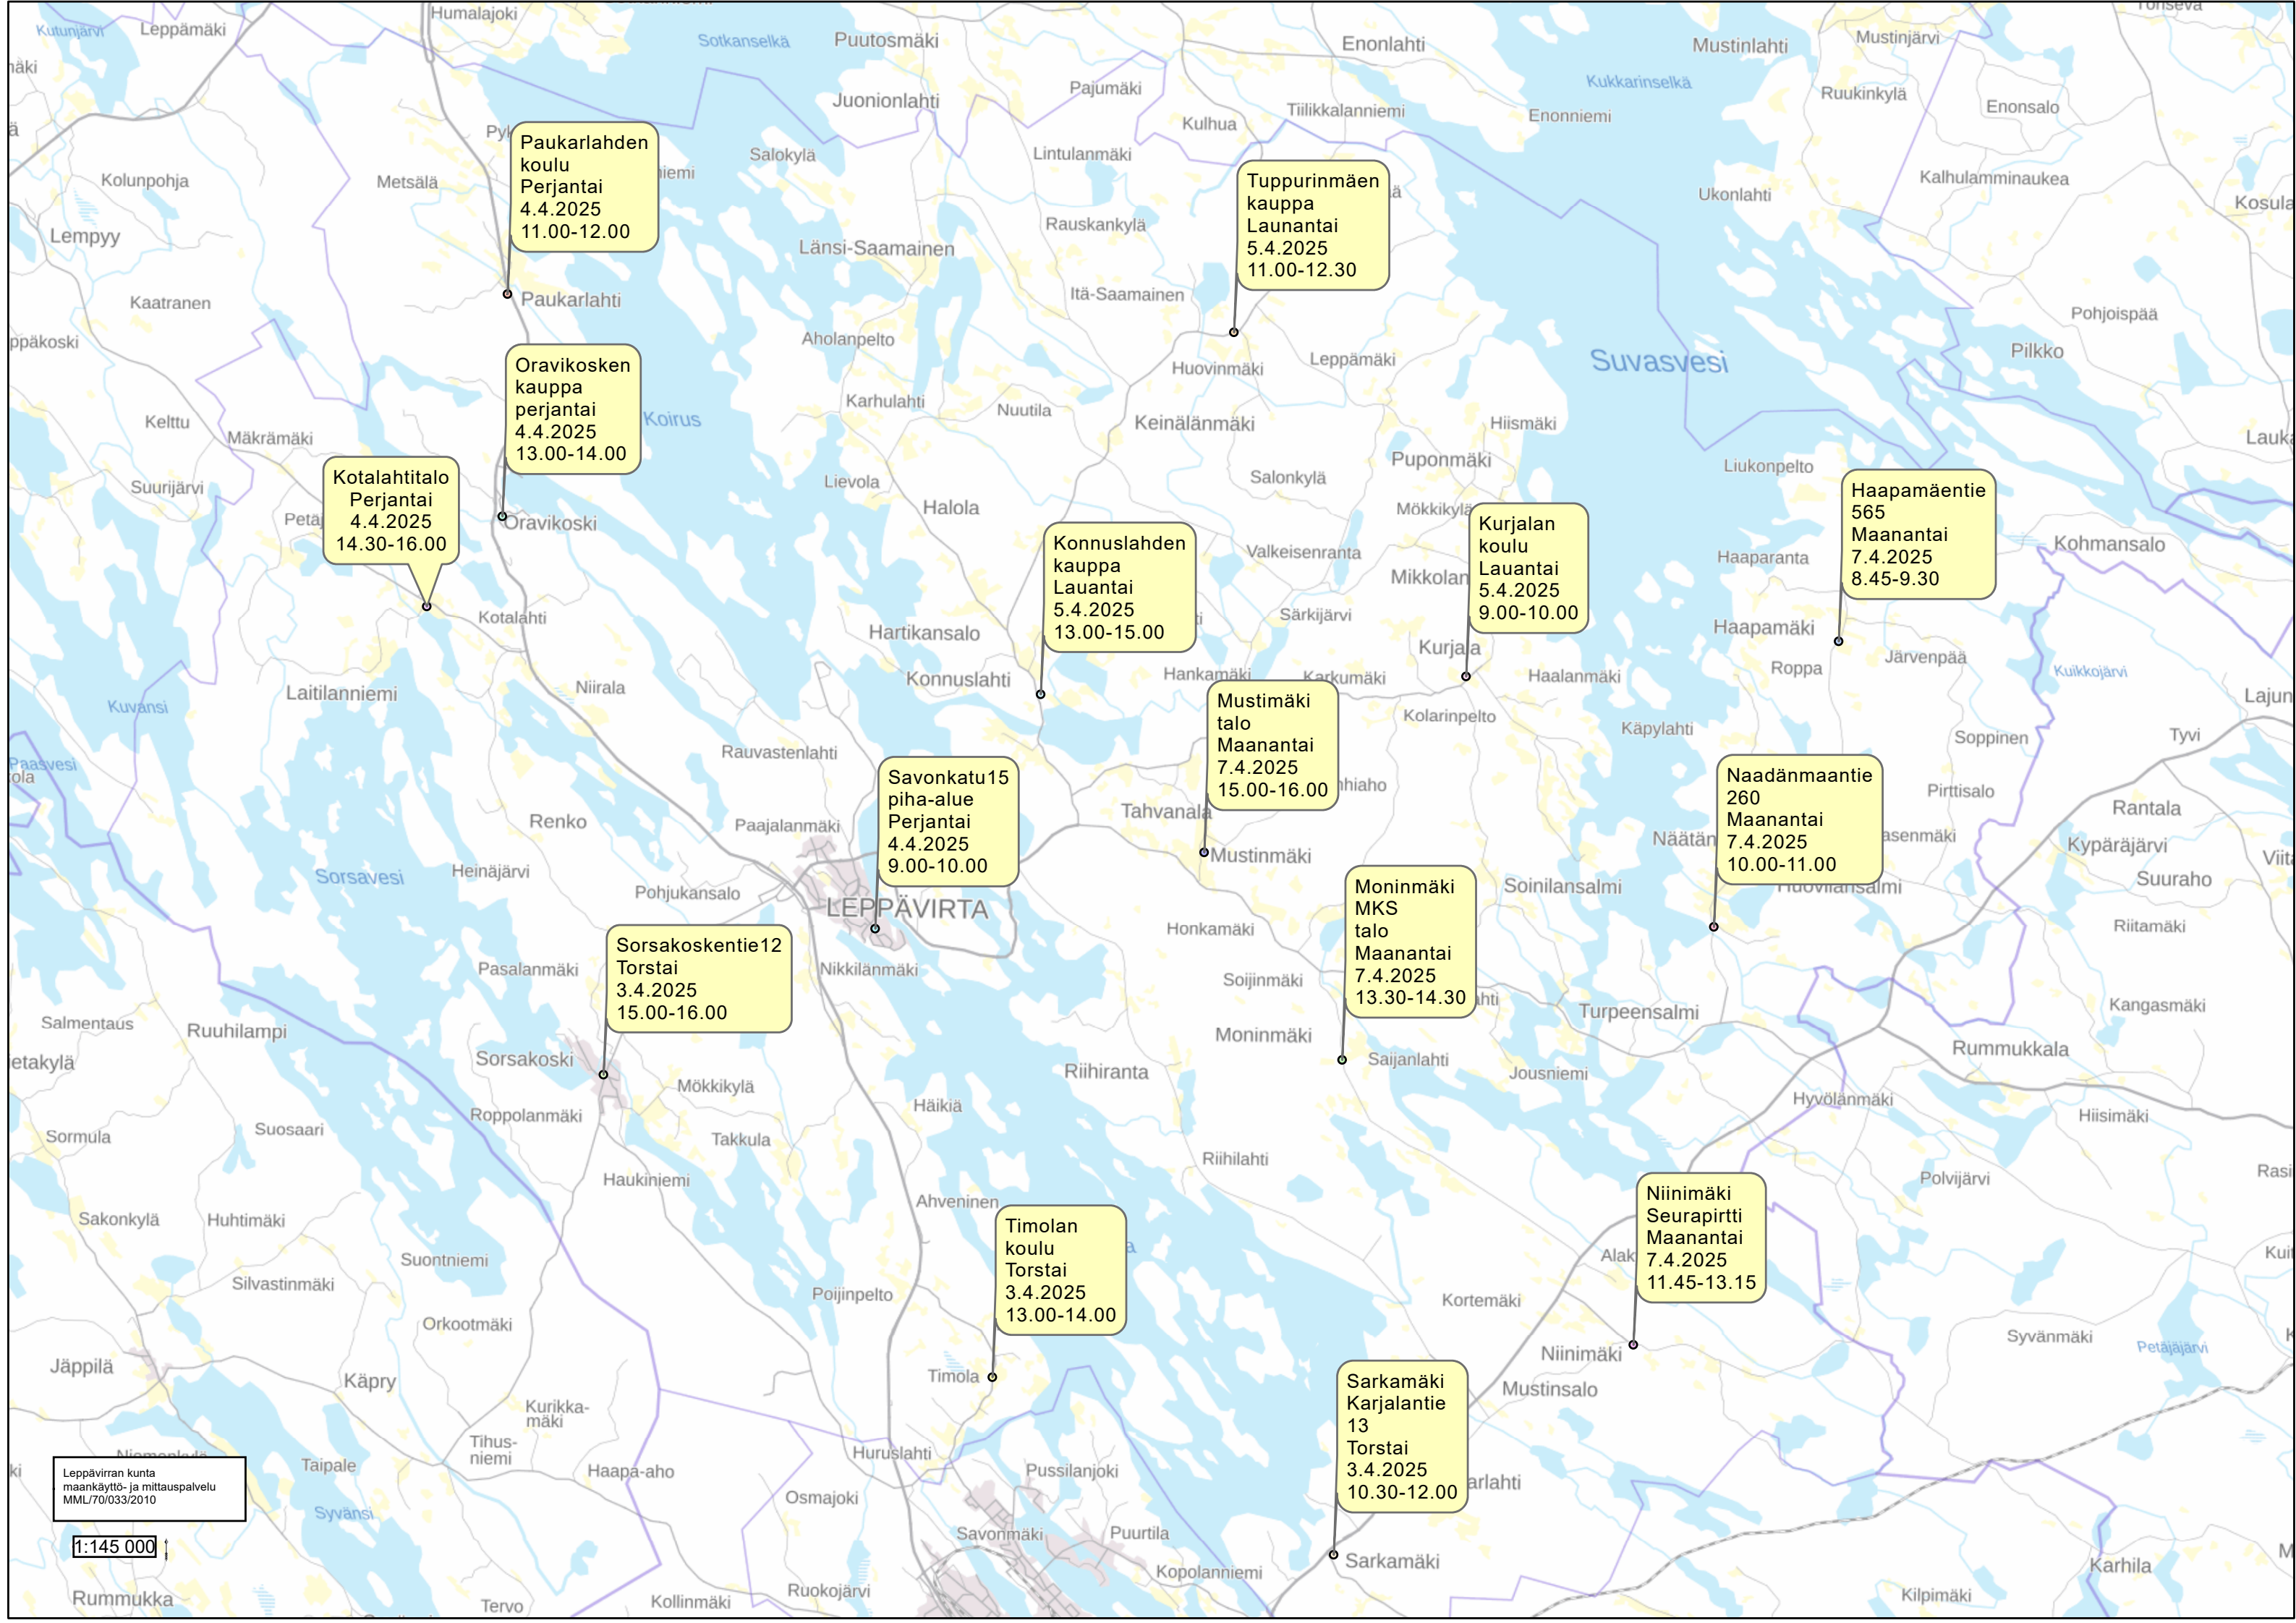 Humalajoki
Kutunjärvi
Leppämäki
Sotkanselkä
Puutosmäki
Enonlahti
Mustinlahti
Mustinjärvi
Kukkarinselkä
Pajumäki
Juonionlahti
Tiilikkalanniemi
Enonniemi
Ruukinkylä
Enonsalo
Kulhua
Paukarlahden
koulu
Perjantai
4.4.2025
11.00-12.00
Salokylä
Lintulanmäki
Kolunpohja
Metsälä
Tuppurinmäen
kauppa
Launantai
5.4.2025
11.00-12.30
Ukonlahti
Kalhulamminaukea
Lempyy
Rauskankylä
Länsi-Saamainen
Kaatranen
Paukarlahti
Itä-Saamainen
Pohjoispää
Aholanpelto
Huovinmäki
Leppämäki
Suvasvesi
Pilkko
Oravikosken
kauppa
perjantai
4.4.2025
13.00-14.00
Koirus
Karhulahti
Nuutila
Keinälänmäki
Hiismäki
Kelttu
Mäkrämäki
Puponmäki
Liukonpelto
Kotalahtitalo
Perjantai
4.4.2025
14.30-16.00
Suurijärvi
Lievola
Salonkylä
Halola
Mökkikylä
Haapamäentie
565
Maanantai
7.4.2025
8.45-9.30
Oravikoski
Kurjalan
koulu
Lauantai
5.4.2025
9.00-10.00
Konnuslahden
kauppa
Lauantai
5.4.2025
13.00-15.00
Valkeisenranta
Haaparanta
Kohmansalo
Kotalahti
Särkijärvi
Hartikansalo
Haapamäki
Kurjala
Järvenpää
Roppa
Kuikkojärvi
Konnuslahti
Hankamäki
Karkumäki
Haalanmäki
Laitilanniemi
Niirala
Kuvansi
Mustimäki
talo
Maanantai
7.4.2025
15.00-16.00
Kolarinpelto
Käpylahti
Soppinen
Tyvi
Rauvastenlahti
Paasvesi
Savonkatu15
piha-alue
Perjantai
4.4.2025
9.00-10.00
Naadänmaantie
260
Maanantai
7.4.2025
10.00-11.00
Pirttisalo
Rantala
Tahvanala
Renko
Paajalanmäki
Mustinmäki
Kypäräjärvi
Suuraho
Heinäjärvi
Sorsavesi
Pohjukansalo
LEPPÄVIRTA
Moninmäki
MKS
talo
Maanantai
7.4.2025
13.30-14.30
Soinilansalmi
Huovilansalmi
Riitamäki
Honkamäki
Sorsakoskentie12
Torstai
3.4.2025
15.00-16.00
Pasalanmäki
Nikkilänmäki
Soijinmäki
Turpeensalmi
Kangasmäki
Salmentaus
Ruuhilampi
Moninmäki
Rummukkala
Sorsakoski
Saijanlahti
Mökkikylä
Riihiranta
Jousniemi
Häikiä
Hyvölänmäki
Hiisimäki
Roppolanmäki
Sormula
Suosaari
Takkula
Riihilahti
Haukiniemi
Polvijärvi
Ahveninen
Niinimäki
Seurapirtti
Maanantai
7.4.2025
11.45-13.15
Sakonkylä
Huhtimäki
Timolan
koulu
Torstai
3.4.2025
13.00-14.00
Suontniemi
Silvastinmäki
Poijinpelto
Kortemäki
Orkootmäki
Syvänmäki
Petäjäjärvi
Niinimäki
Jäppilä
Käpry
Timola
Mustinsalo
Sarkamäki
Karjalantie
13
Torstai
3.4.2025
10.30-12.00
Kurikka-
mäki
Tihus-
niemi
Huruslahti
Taipale
Haapa-aho
Pussilanjoki
Leppävirran kunta
maankäyttö- ja mittauspalvelu
MML/70/033/2010
Syvänsi
Osmajoki
Savonmäki
Puurtila
1:145 000
Sarkamäki
Karhila
Kopolanniemi
Ruokojärvi
Kilpimäki
Rummukka
Tervo
Kollinmäki